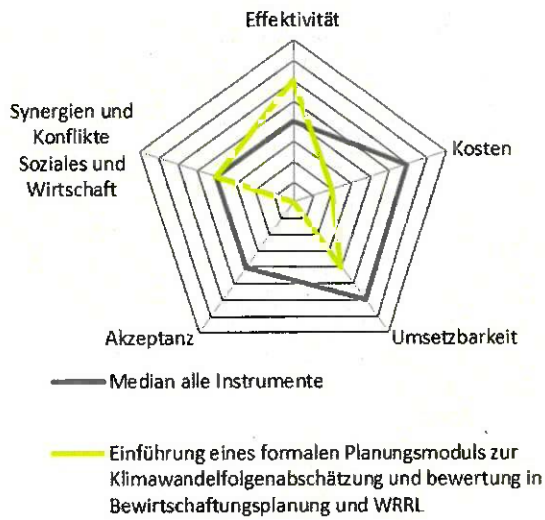 Effektivität
Synergien und
Konflikte
Soziales und
Wirtschaft
Kosten
Akzeptanz
Umsetzbarkeit
Median alle Instrumente
Einführung eines formalen Planungsmoduls zur
Klimawandelfolgenabschätzung und bewertung in
Bewirtschaftungsplanung und WRRL